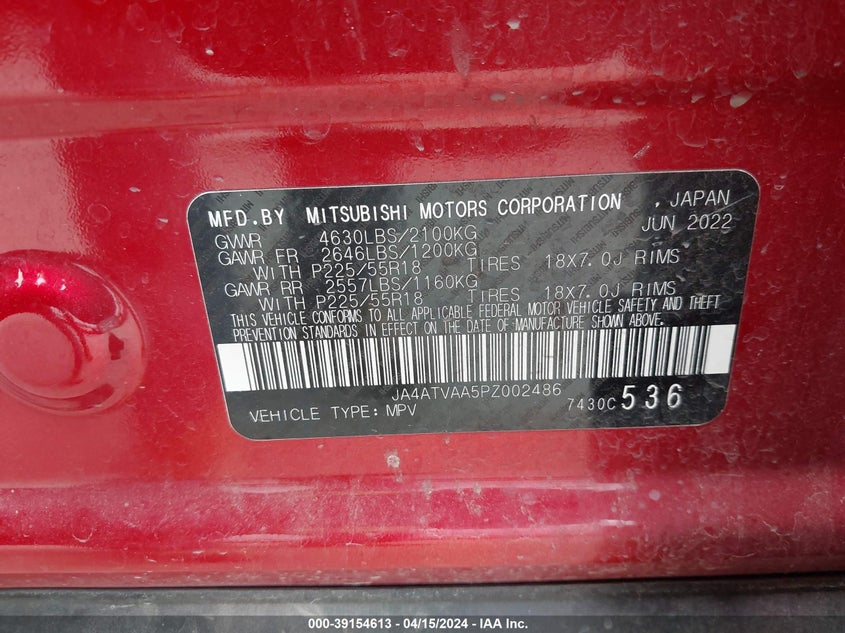 MFD.BY MITSUBISHI MOTORS CORPORATION , JAPAN
GVWR 4630LBS/2100KG JUN 2022
GAWR FR 2646LBS/1200KG
WITH P225/55R18 TIRES 18X7.0J RIMS
GAWR RR 2557LBS/1160KG
WITH P225/55R18 TIRES 18X7.0J RIMS
THIS VEHICLE CONFORMS TO ALL APPLICABLE FEDERAL MOTOR VEHICLE SAFETY AND THEFT
PREVENTION STANDARDS IN EFFECT ON THE DATE OF MANUFACTURE SHOWN ABOVE.
JA4ATVAA5PZ002486
VEHICLE TYPE: MPV 7430C 536
000-39154613 - 04/15/2024 - © IAA Inc.